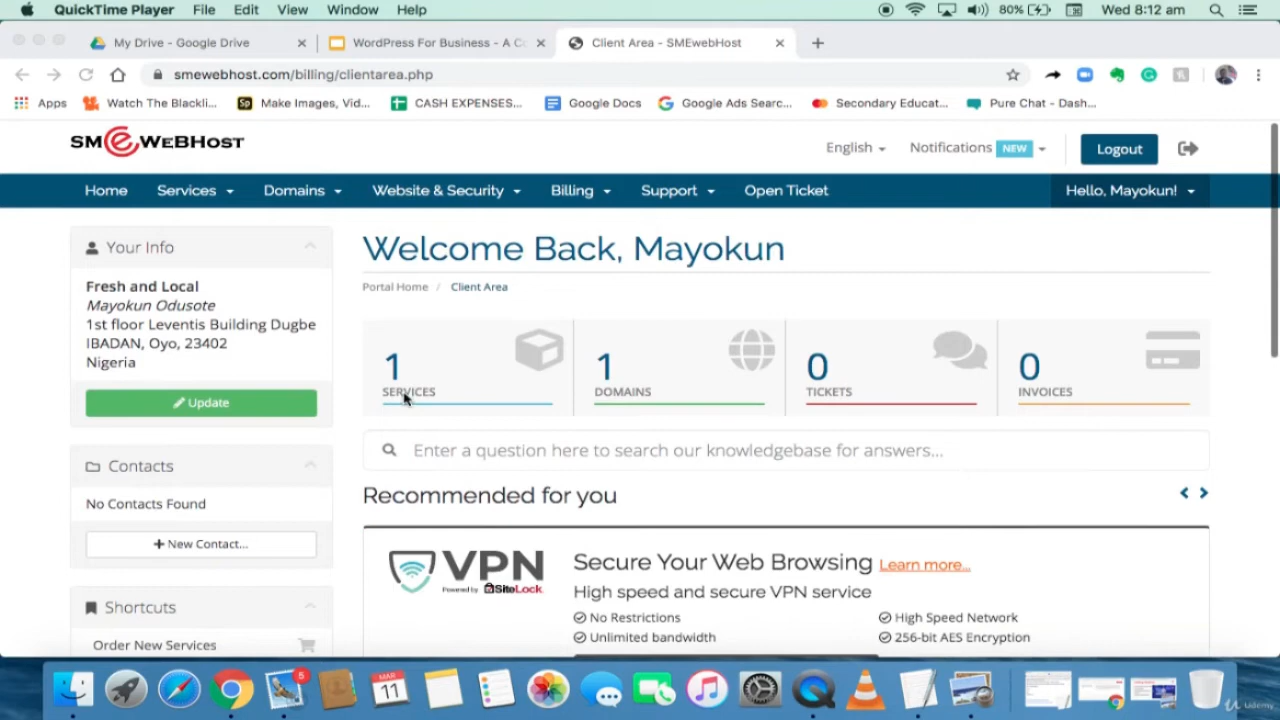 QuickTime Player File Edit View Window Help 80% Wed 8:12 am
My Drive - Google Drive WordPress For Business - A C Client Area - SMEwebHost
smewebhost.com/billing/clientarea.php
Apps Watch The Blackli... Sp Make Images, Vid... CASH EXPENSES... Google Docs Google Ads Searc... Secondary Educat... Pure Chat - Dash...
SMeWEBHOST
English Notifications NEW Logout
Home Services Domains Website & Security Billing Support Open Ticket Hello, Mayokun!
Your Info
Fresh and Local
Mayokun Odusote
1st floor Leventis Building Dugbe
IBADAN, Oyo, 23402
Nigeria
Update
Contacts
No Contacts Found
+ New Contact...
Shortcuts
Order New Services
Welcome Back, Mayokun
Portal Home / Client Area
1
SERVICES
1
DOMAINS
0
TICKETS
0
INVOICES
Enter a question here to search our knowledgebase for answers...
Recommended for you
VPN
Powered by SiteLock
Secure Your Web Browsing Learn more...
High speed and secure VPN service
No Restrictions
High Speed Network
Unlimited bandwidth
256-bit AES Encryption
5
MAR
11
Udemy